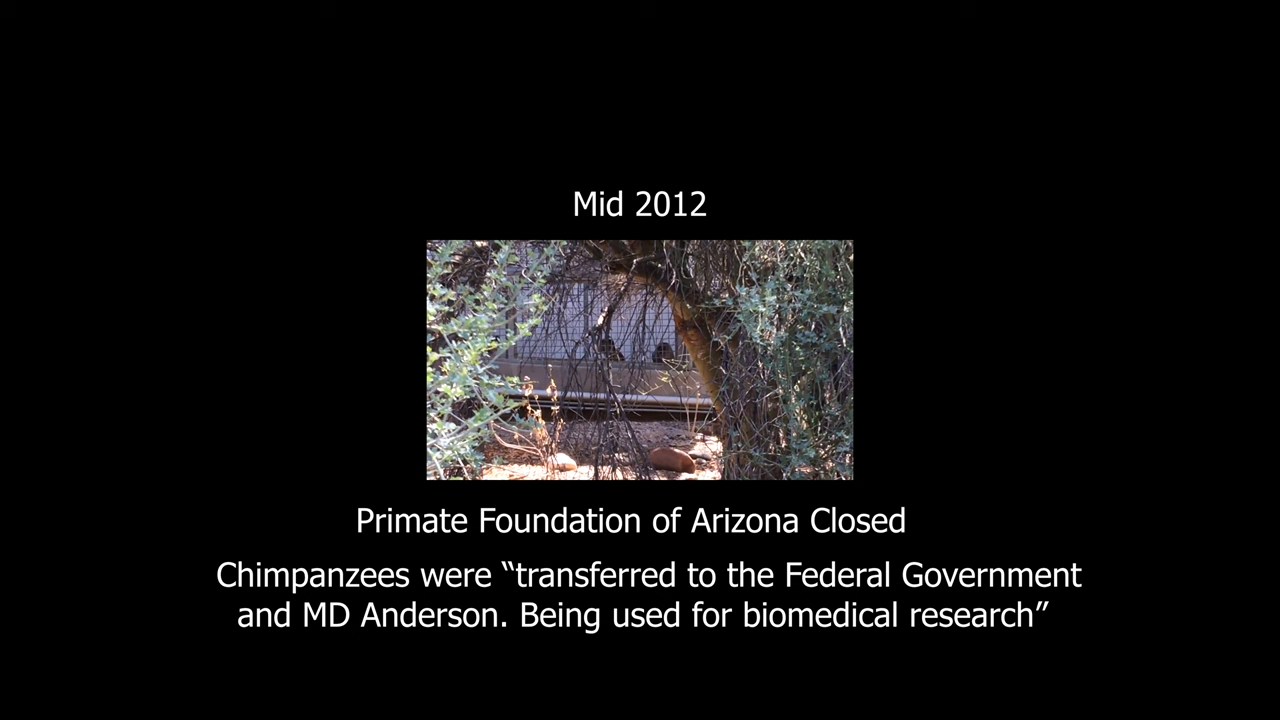 Mid 2012
Primate Foundation of Arizona Closed
Chimpanzees were “transferred to the Federal Government
and MD Anderson. Being used for biomedical research”